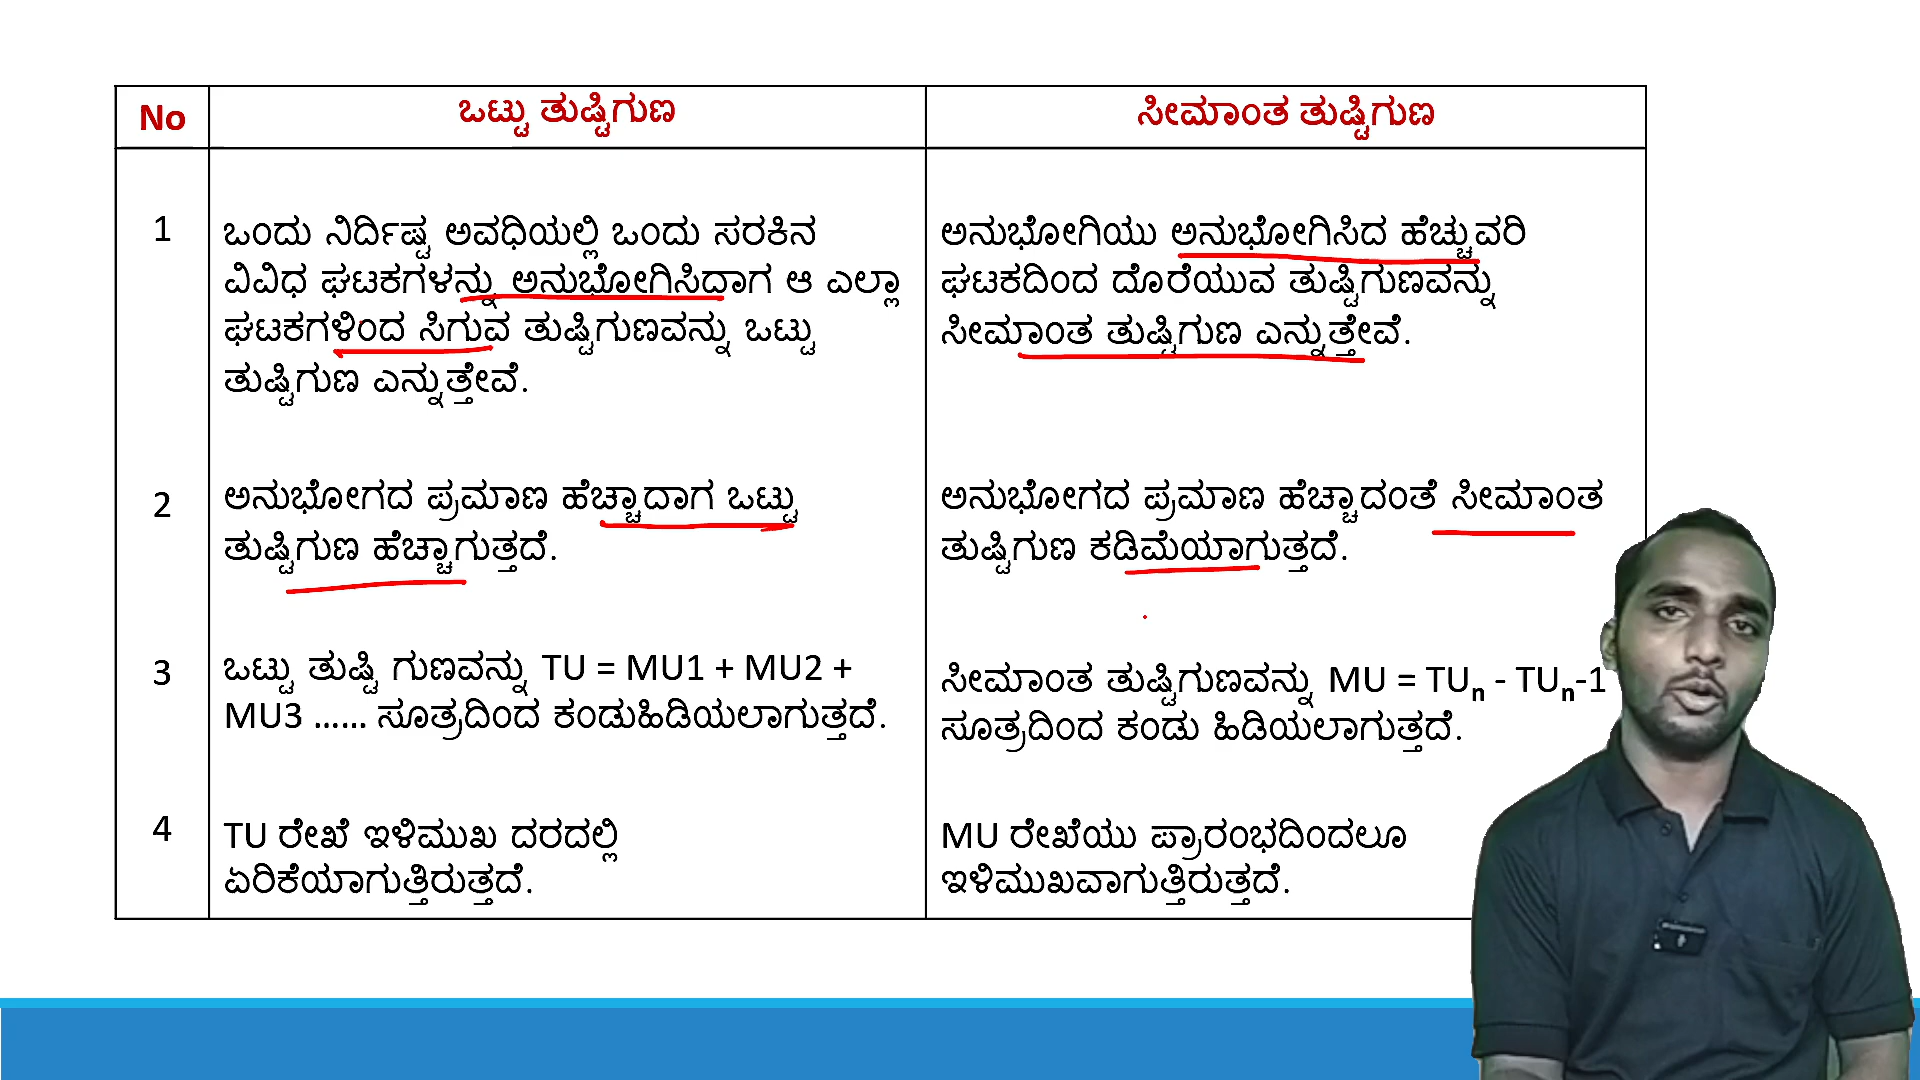 No
ಒಟ್ಟು ತುಷ್ಟಿಗುಣ
ಸೀಮಾಂತ ತುಷ್ಟಿಗುಣ
1
ಒಂದು ನಿರ್ದಿಷ್ಟ ಅವಧಿಯಲ್ಲಿ ಒಂದು ಸರಕಿನ
ವಿವಿಧ ಘಟಕಗಳನ್ನು ಅನುಭೋಗಿಸಿದಾಗ ಆ ಎಲ್ಲಾ
ಘಟಕಗಳಿಂದ ಸಿಗುವ ತುಷ್ಟಿಗುಣವನ್ನು ಒಟ್ಟು
ತುಷ್ಟಿಗುಣ ಎನ್ನುತ್ತೇವೆ.
ಅನುಭೋಗಿಯು ಅನುಭೋಗಿಸಿದ ಹೆಚ್ಚುವರಿ
ಘಟಕದಿಂದ ದೊರೆಯುವ ತುಷ್ಟಿಗುಣವನ್ನು
ಸೀಮಾಂತ ತುಷ್ಟಿಗುಣ ಎನ್ನುತ್ತೇವೆ.
2
ಅನುಭೋಗದ ಪ್ರಮಾಣ ಹೆಚ್ಚಾದಾಗ ಒಟ್ಟು
ತುಷ್ಟಿಗುಣ ಹೆಚ್ಚಾಗುತ್ತದೆ.
ಅನುಭೋಗದ ಪ್ರಮಾಣ ಹೆಚ್ಚಾದಂತೆ ಸೀಮಾಂತ
ತುಷ್ಟಿಗುಣ ಕಡಿಮೆಯಾಗುತ್ತದೆ.
3
ಒಟ್ಟು ತುಷ್ಟಿ ಗುಣವನ್ನು TU = MU1 + MU2 +
MU3 ...... ಸೂತ್ರದಿಂದ ಕಂಡುಹಿಡಿಯಲಾಗುತ್ತದೆ.
ಸೀಮಾಂತ ತುಷ್ಟಿಗುಣವನ್ನು MU = TUn - TUn-1
ಸೂತ್ರದಿಂದ ಕಂಡು ಹಿಡಿಯಲಾಗುತ್ತದೆ.
4
TU ರೇಖೆ ಇಳಿಮುಖ ದರದಲ್ಲಿ
ಏರಿಕೆಯಾಗುತ್ತಿರುತ್ತದೆ.
MU ರೇಖೆಯು ಪ್ರಾರಂಭದಿಂದಲೂ
ಇಳಿಮುಖವಾಗುತ್ತಿರುತ್ತದೆ.